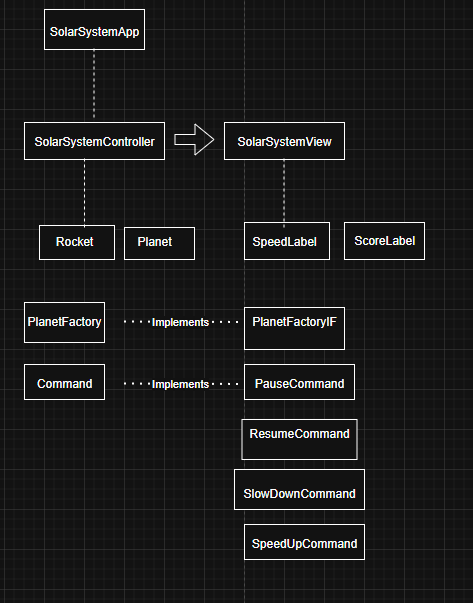 SolarSystemApp
SolarSystemController
SolarSystemView
Rocket
Planet
SpeedLabel
ScoreLabel
PlanetFactory
Implements
PlanetFactoryIF
Command
Implements
PauseCommand
ResumeCommand
SlowDownCommand
SpeedUpCommand